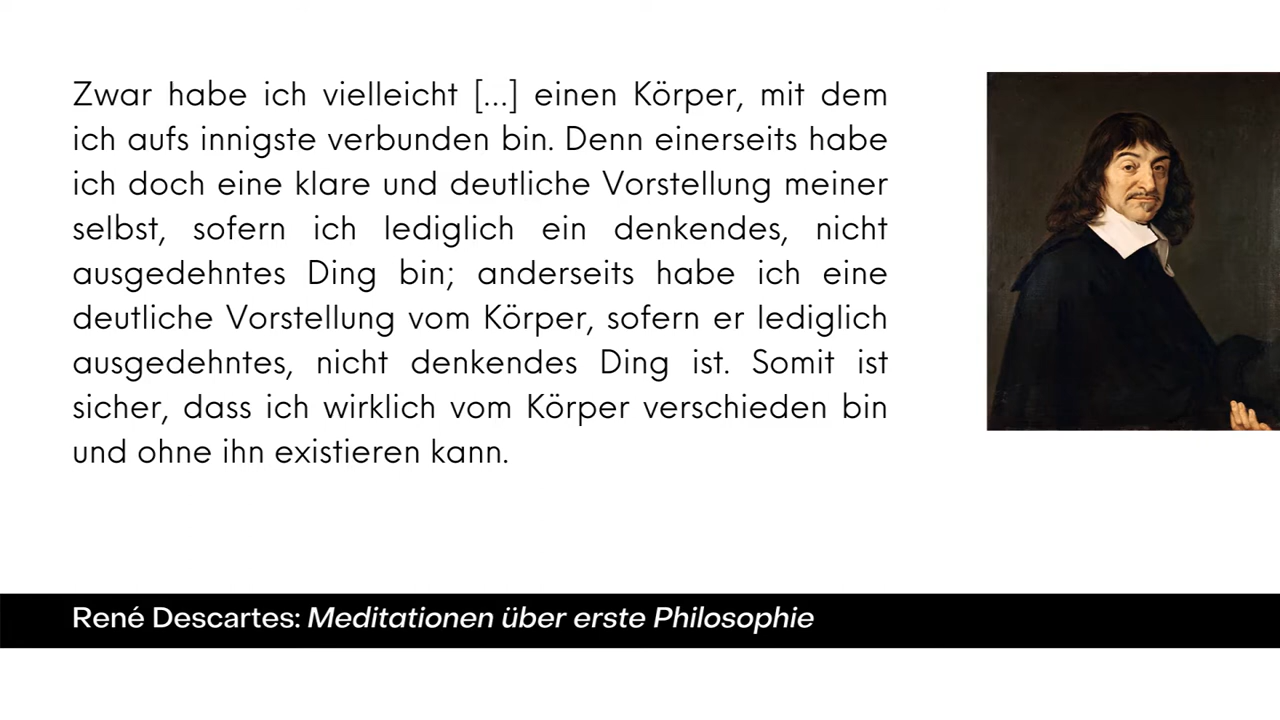 Zwar habe ich vielleicht [...] einen Körper, mit dem
ich aufs innigste verbunden bin. Denn einerseits habe
ich doch eine klare und deutliche Vorstellung meiner
selbst, sofern ich lediglich ein denkendes, nicht
ausgedehntes Ding bin; anderseits habe ich eine
deutliche Vorstellung vom Körper, sofern er lediglich
ausgedehntes, nicht denkendes Ding ist. Somit ist
sicher, dass ich wirklich vom Körper verschieden bin
und ohne ihn existieren kann.
René Descartes: Meditationen über erste Philosophie